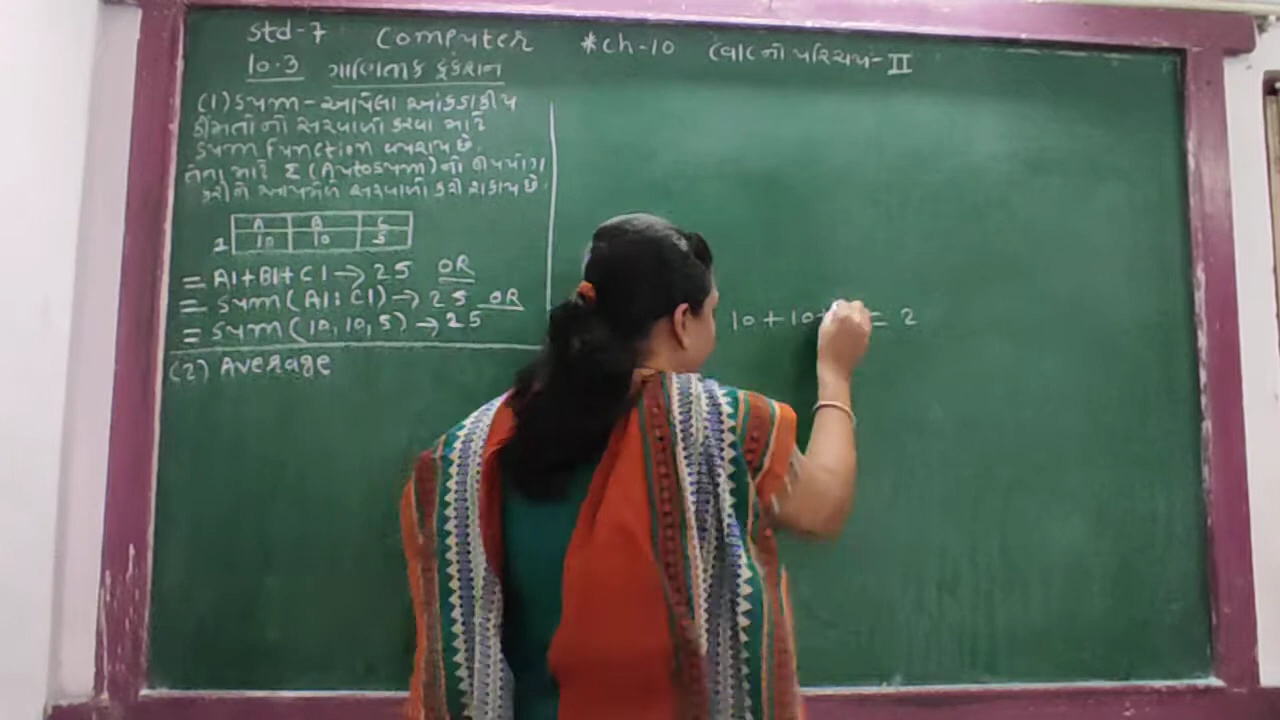 Std-7 Computer *Ch-10 કેલ્કનો પરિચય-II
10.3 ગાણિતીક ફંકશન
(1) Sum - આપેલા આંકડાકીય
કીંમતોનો સરવાળો કરવા માટે
Sum Function વપરાય છે.
તેના માટે Σ (Autosum) નો ઉપયોગ
કરીને આપમેળે સરવાળો કરી શકાય છે.
A B C
1 10 10 5
= A1+B1+C1 → 25 OR
= Sum(A1:C1) → 25 OR
= Sum(10,10,5) → 25
(2) Average
10+10+ = 2